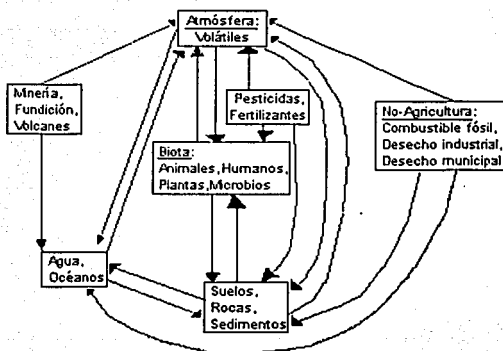 Atmósfera:
Volátiles
Minería,
Fundición,
Volcanes
Pesticidas,
Fertilizantes
No-Agricultura:
Combustible fósil,
Desecho industrial,
Desecho municipal
Biota:
Animales, Humanos,
Plantas, Microbios
Agua,
Océanos
Suelos,
Rocas,
Sedimentos